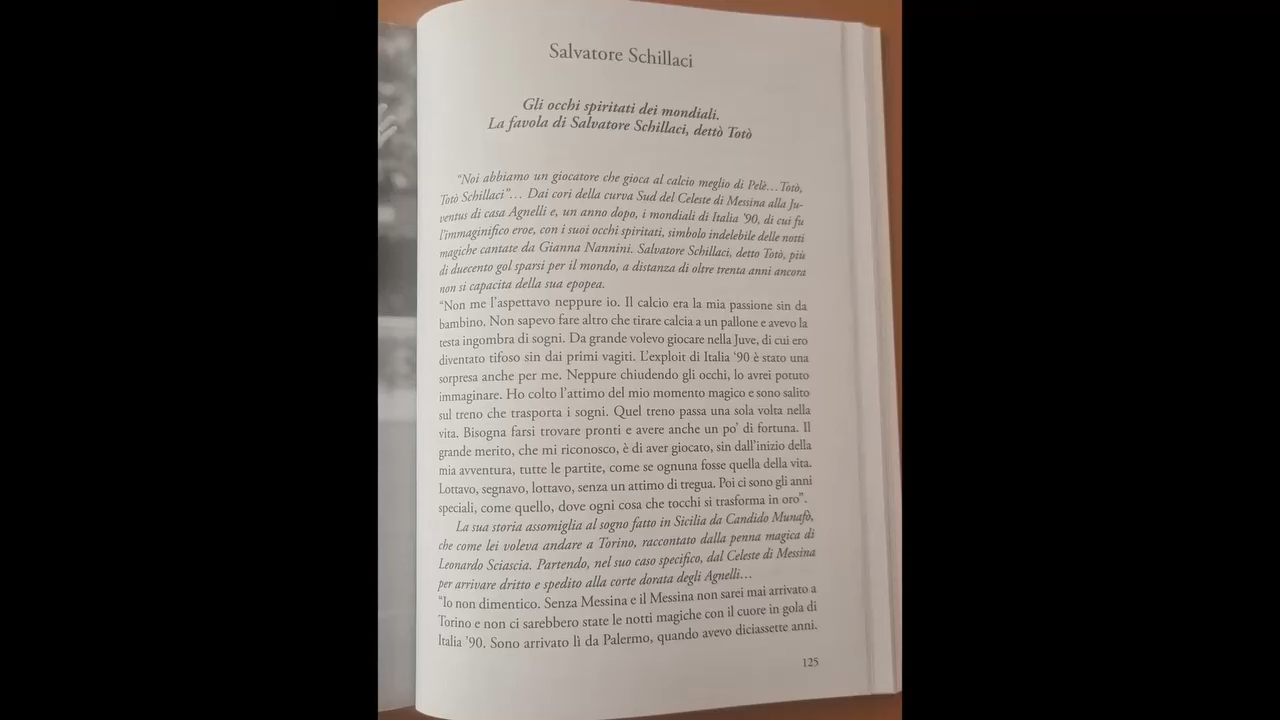 Salvatore Schillaci
Gli occhi spiritati dei mondiali.
La favola di Salvatore Schillaci, dettò Totò
“Noi abbiamo un giocatore che gioca al calcio meglio di Pelè…Totò,
Totò Schillaci”… Dai cori della curva Sud del Celeste di Messina alla Ju-
ventus di casa Agnelli e, un anno dopo, i mondiali di Italia ’90, di cui fu
l’immaginifico eroe, con i suoi occhi spiritati, simbolo indelebile delle notti
magiche cantate da Gianna Nannini. Salvatore Schillaci, detto Totò, più
di duecento gol sparsi per il mondo, a distanza di oltre trenta anni ancora
non si capacita della sua epopea.
“Non me l’aspettavo neppure io. Il calcio era la mia passione sin da
bambino. Non sapevo fare altro che tirare calcia a un pallone e avevo la
testa ingombra di sogni. Da grande volevo giocare nella Juve, di cui ero
diventato tifoso sin dai primi vagiti. L’exploit di Italia ‘90 è stato una
sorpresa anche per me. Neppure chiudendo gli occhi, lo avrei potuto
immaginare. Ho colto l’attimo del mio momento magico e sono salito
sul treno che trasporta i sogni. Quel treno passa una sola volta nella
vita. Bisogna farsi trovare pronti e avere anche un po’ di fortuna. Il
grande merito, che mi riconosco, è di aver giocato, sin dall’inizio della
mia avventura, tutte le partite, come se ognuna fosse quella della vita.
Lottavo, segnavo, lottavo, senza un attimo di tregua. Poi ci sono gli anni
speciali, come quello, dove ogni cosa che tocchi si trasforma in oro”.
La sua storia assomiglia al sogno fatto in Sicilia da Candido Munafò,
che come lei voleva andare a Torino, raccontato dalla penna magica di
Leonardo Sciascia. Partendo, nel suo caso specifico, dal Celeste di Messina
per arrivare dritto e spedito alla corte dorata degli Agnelli…
“Io non dimentico. Senza Messina e il Messina non sarei mai arrivato a
Torino e non ci sarebbero state le notti magiche con il cuore in gola di
Italia ’90. Sono arrivato lì da Palermo, quando avevo diciassette anni.
125